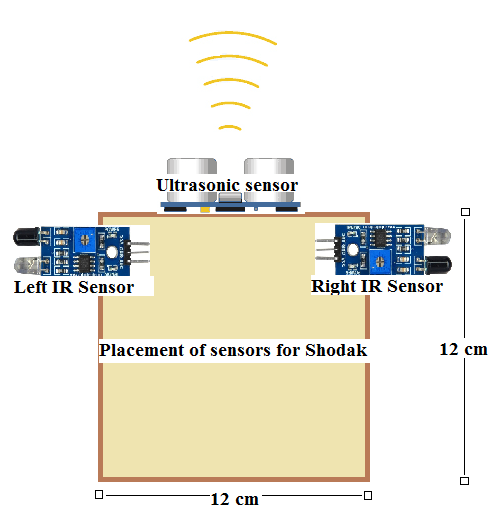 Ultrasonic sensor
Left IR Sensor
Right IR Sensor
Placement of sensors for Shodak
12 cm
12 cm